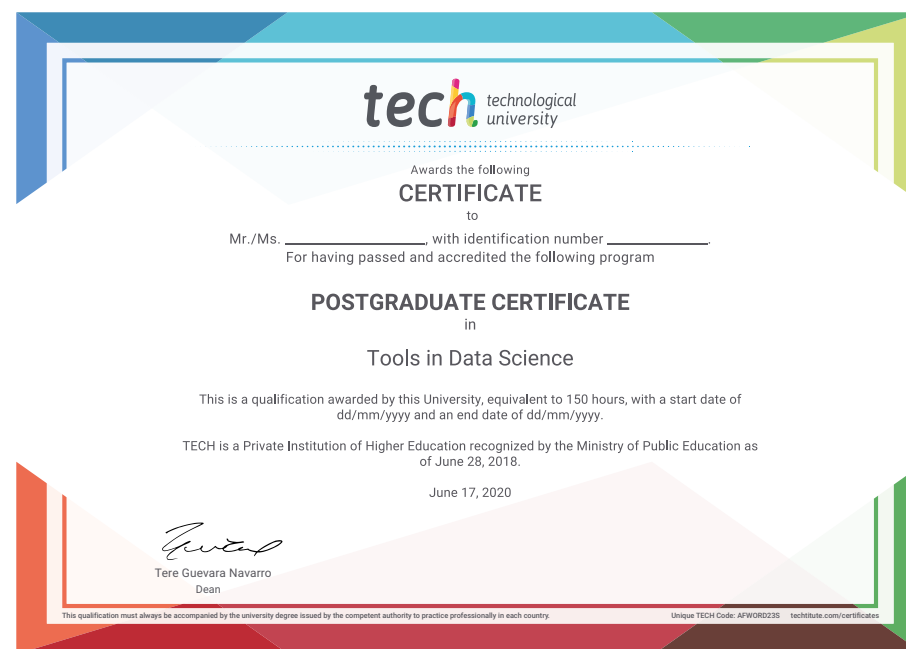 tech technological
university
Awards the following
CERTIFICATE
to
Mr./Ms. ____________________, with identification number ______________.
For having passed and accredited the following program
POSTGRADUATE CERTIFICATE
in
Tools in Data Science
This is a qualification awarded by this University, equivalent to 150 hours, with a start date of
dd/mm/yyyy and an end date of dd/mm/yyyy.
TECH is a Private Institution of Higher Education recognized by the Ministry of Public Education as
of June 28, 2018.
June 17, 2020
Tere Guevara Navarro
Dean
This qualification must always be accompanied by the university degree issued by the competent authority to practice professionally in each country. Unique TECH Code: AFWORD23S techtitute.com/certificates